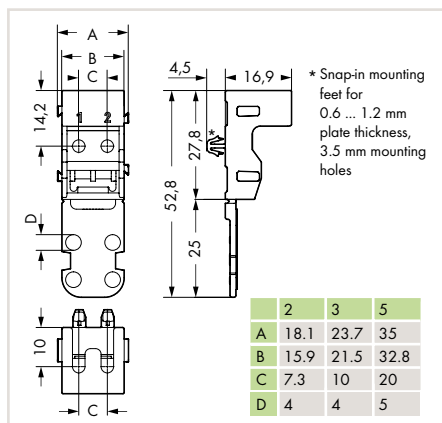 A
B
C
4,5
16,9
14,2
1 2
*
27,8
52,8
25
D
10
C
* Snap-in mounting
feet for
0.6 ... 1.2 mm
plate thickness,
3.5 mm mounting
holes
2 3 5
A 18.1 23.7 35
B 15.9 21.5 32.8
C 7.3 10 20
D 4 4 5